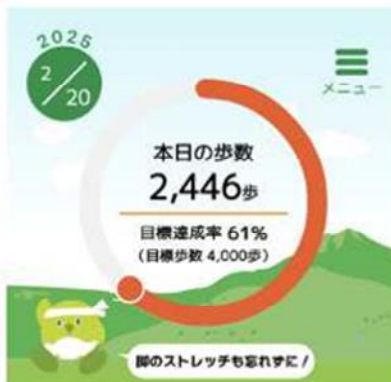 2025
2/20
メニュー
本日の歩数
2,446歩
目標達成率 61%
(目標歩数 4,000歩)
脚のストレッチも忘れずに！